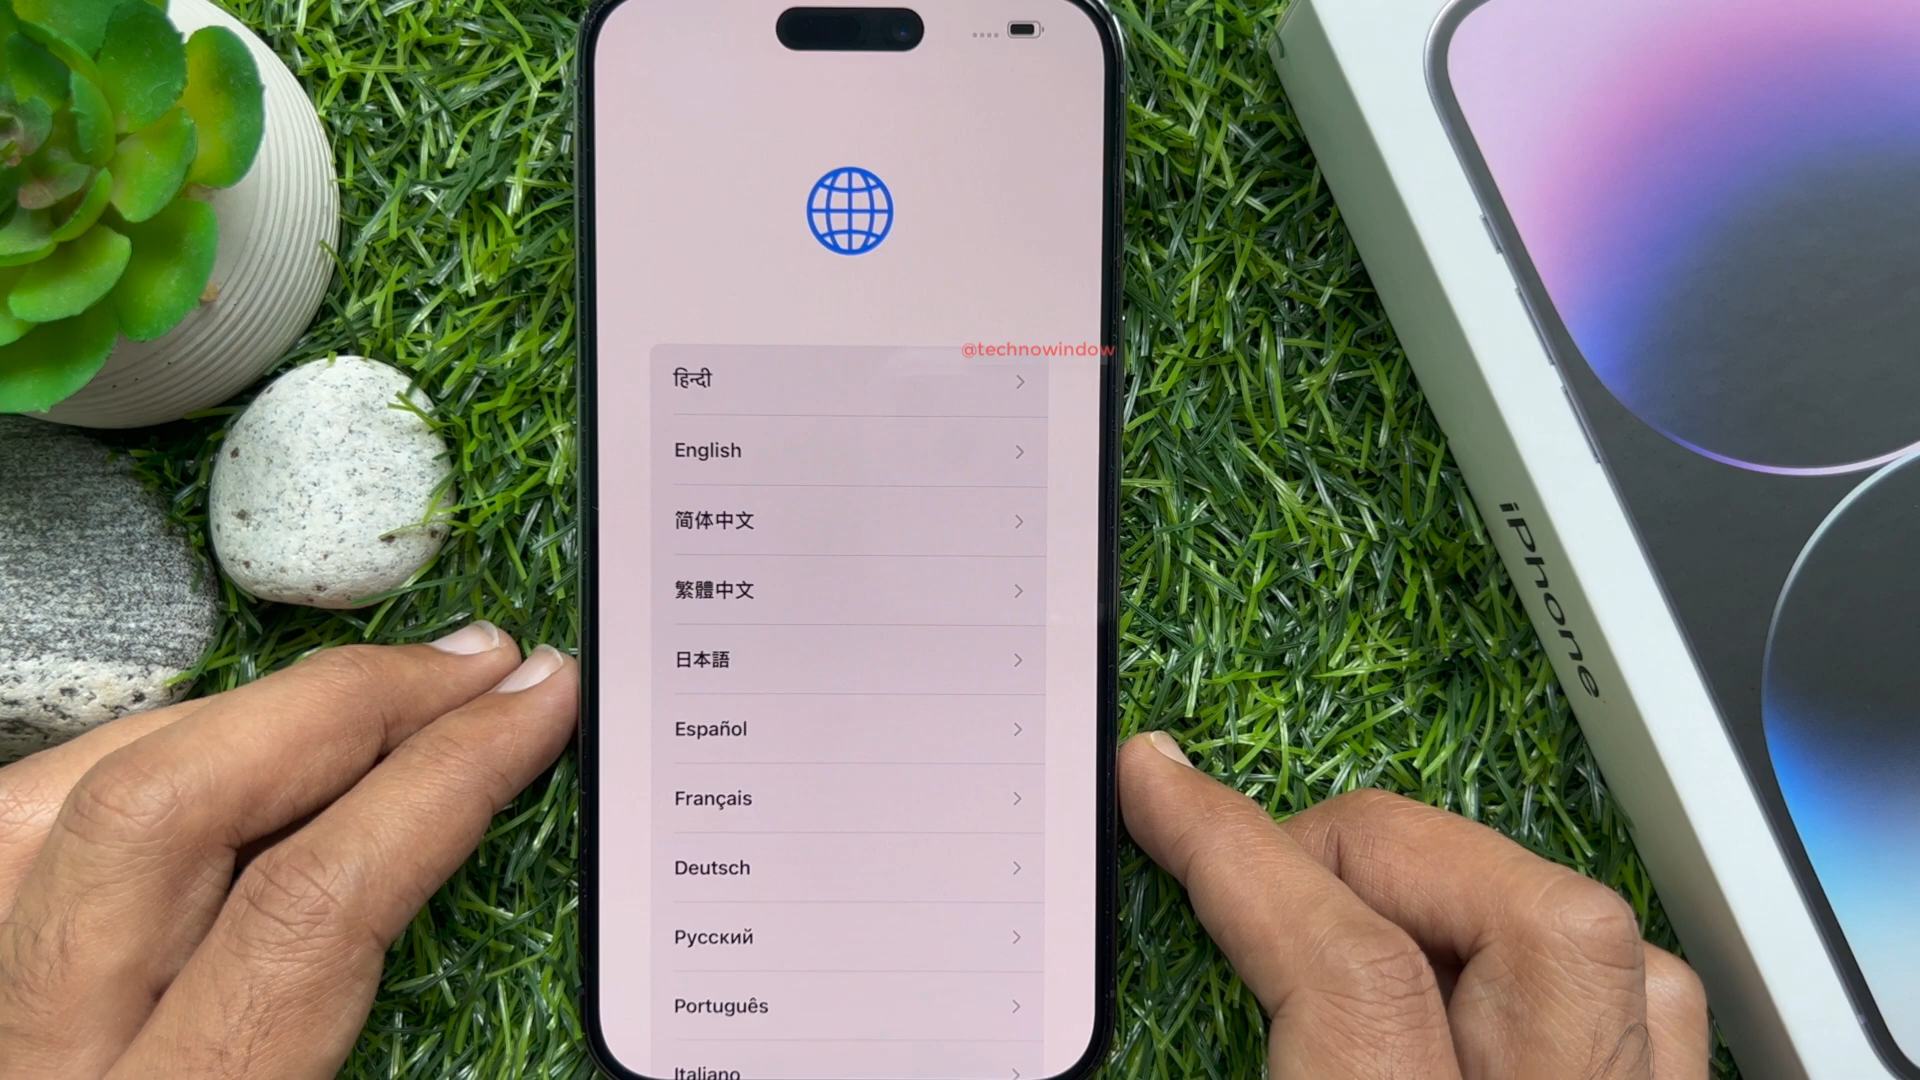 @technowindow
हिन्दी
English
简体中文
繁體中文
日本語
Español
Français
Deutsch
Русский
Português
Italiano
iPhone